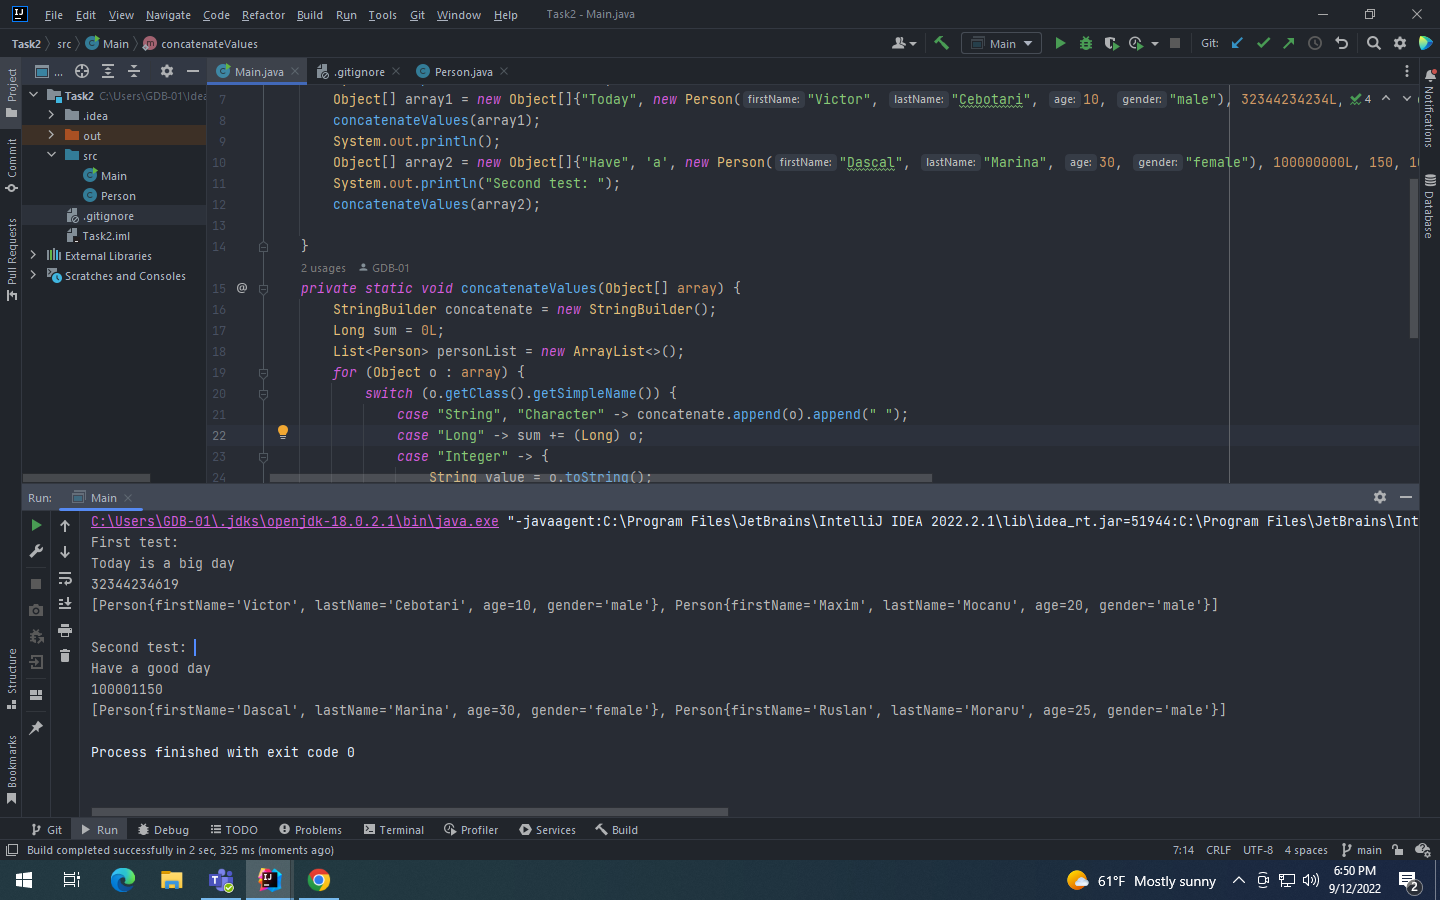 File Edit View Navigate Code Refactor Build Run Tools Git Window Help Task2 - Main.java
Task2 src Main concatenateValues Main Git:
... Main.java .gitignore Person.java
Project
Commit
Pull Requests
Structure
Bookmarks
Task2 C:\Users\GDB-01\Idea
.idea
out
src
Main
Person
.gitignore
Task2.iml
External Libraries
Scratches and Consoles
7 Object[] array1 = new Object[]{"Today", new Person( firstName: "Victor", lastName: "Cebotari", age: 10, gender: "male"), 32344234234L, 4
8 concatenateValues(array1);
9 System.out.println();
10 Object[] array2 = new Object[]{"Have", 'a', new Person( firstName: "Dascal", lastName: "Marina", age: 30, gender: "female"), 100000000L, 150, 10
11 System.out.println("Second test: ");
12 concatenateValues(array2);
13
14 }
2 usages GDB-01
15 @ private static void concatenateValues(Object[] array) {
16 StringBuilder concatenate = new StringBuilder();
17 Long sum = 0L;
18 List<Person> personList = new ArrayList<>();
19 for (Object o : array) {
20 switch (o.getClass().getSimpleName()) {
21 case "String", "Character" -> concatenate.append(o).append(" ");
22 case "Long" -> sum += (Long) o;
23 case "Integer" -> {
24 String value = o.toString();
Notifications
Database
Run: Main
C:\Users\GDB-01\.jdks\openjdk-18.0.2.1\bin\java.exe "-javaagent:C:\Program Files\JetBrains\IntelliJ IDEA 2022.2.1\lib\idea_rt.jar=51944:C:\Program Files\JetBrains\Int
First test:
Today is a big day
32344234619
[Person{firstName='Victor', lastName='Cebotari', age=10, gender='male'}, Person{firstName='Maxim', lastName='Mocanu', age=20, gender='male'}]
Second test:
Have a good day
100001150
[Person{firstName='Dascal', lastName='Marina', age=30, gender='female'}, Person{firstName='Ruslan', lastName='Moraru', age=25, gender='male'}]
Process finished with exit code 0
Git Run Debug TODO Problems Terminal Profiler Services Build
Build completed successfully in 2 sec, 325 ms (moments ago) 7:14 CRLF UTF-8 4 spaces main
61°F Mostly sunny 6:50 PM
9/12/2022 2